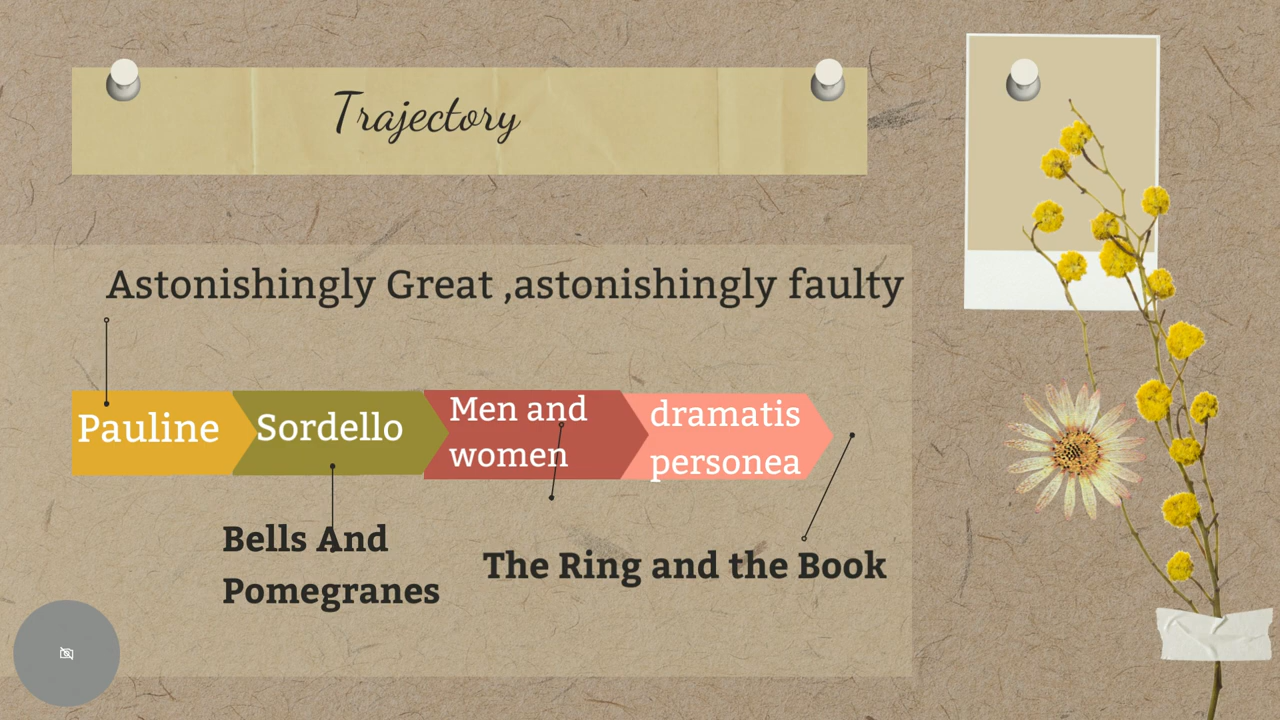 Trajectory
Astonishingly Great ,astonishingly faulty
Pauline
Sordello
Men and
women
dramatis
personea
Bells And
Pomegranes
The Ring and the Book